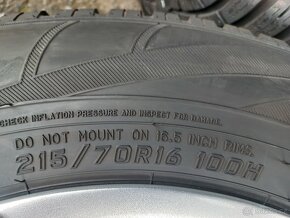 CHECK INFLATION PRESSURE AND INSPECT FOR DAMAGE.
DO NOT MOUNT ON 16.5 INCH RIMS.
215/70R16 100H